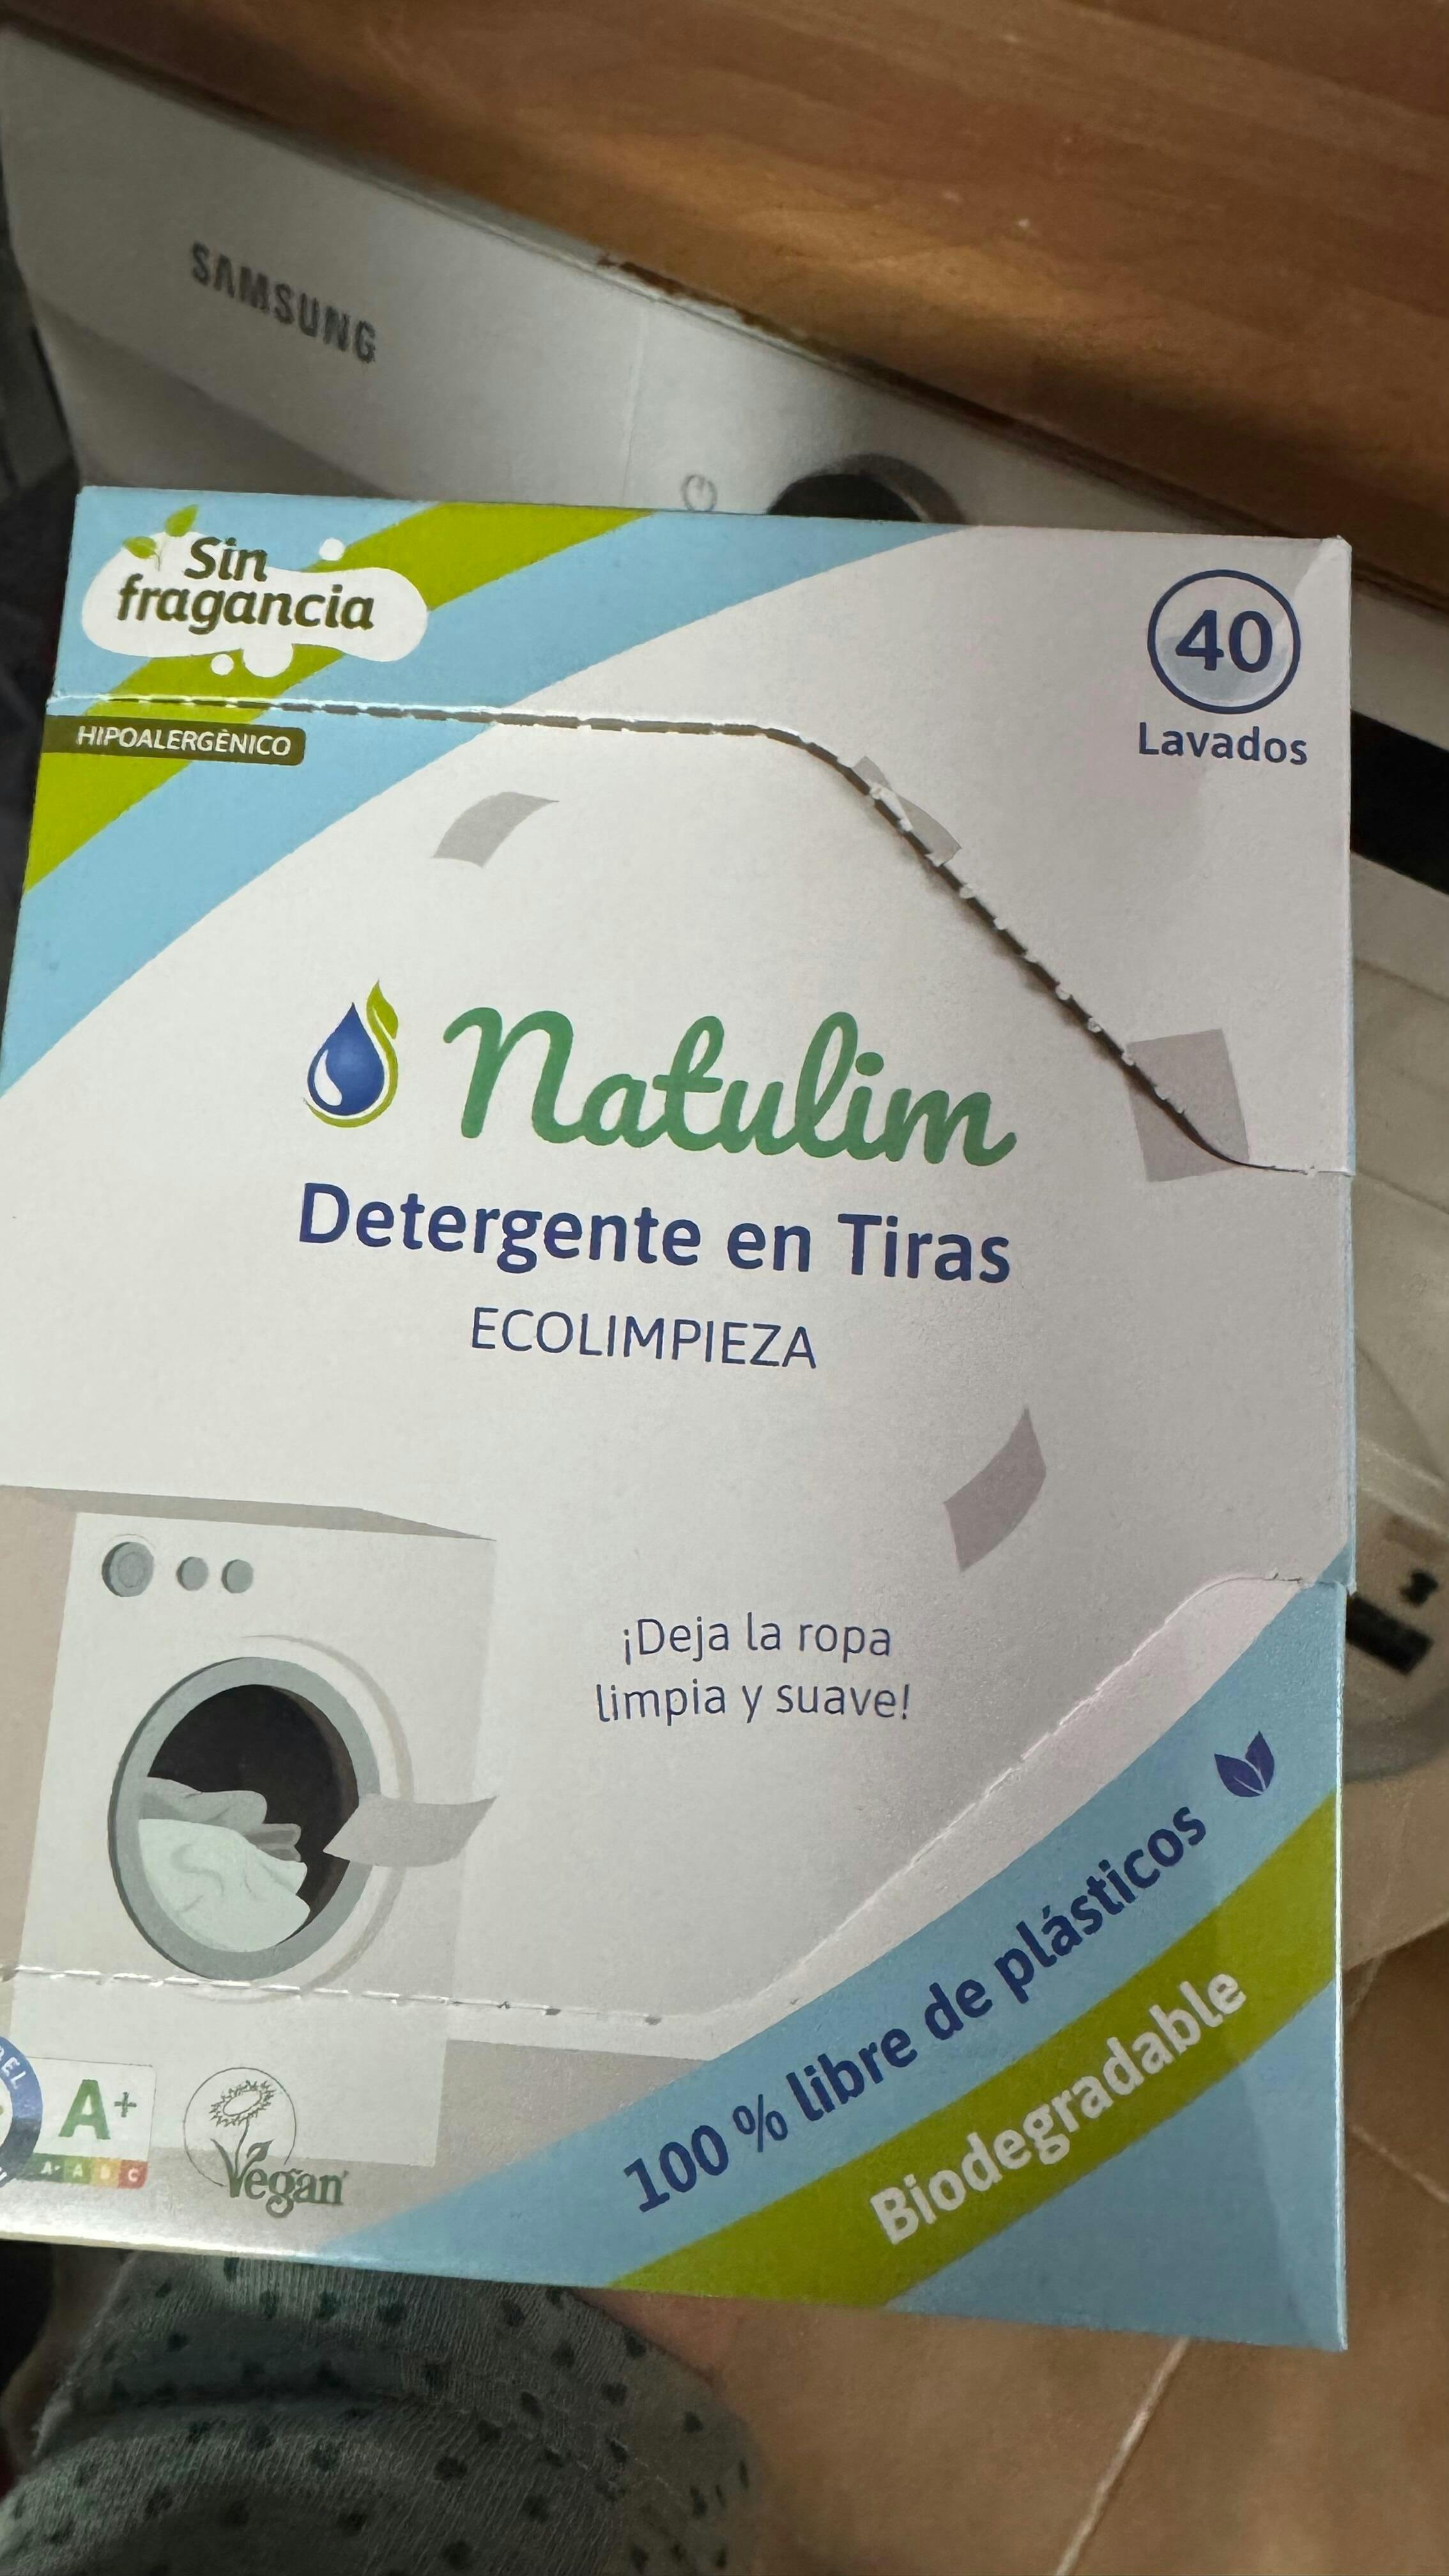 SAMSUNG
Sin
fragancia
HIPOALERGÉNICO
40
Lavados
Natulim
Detergente en Tiras
ECOLIMPIEZA
¡Deja la ropa
limpia y suave!
100 % libre de plásticos
Biodegradable
A+
A+ A B C
Vegan